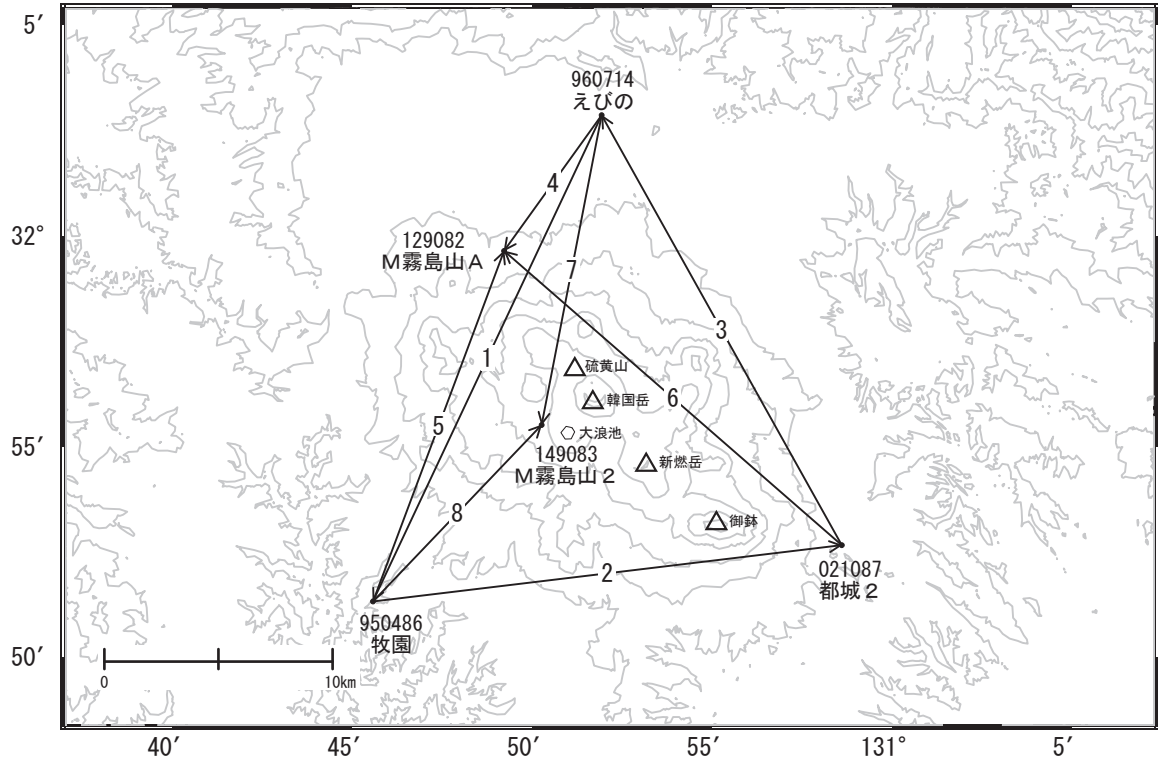 5′
960714
えびの
4
32°
129082
M霧島山A
7
3
1
硫黄山
韓国岳
6
5
55′
大浪池
149083
M霧島山2
新燃岳
8
御鉢
2
021087
都城2
950486
牧園
50′
0
10km
40′
45′
50′
55′
131°
5′